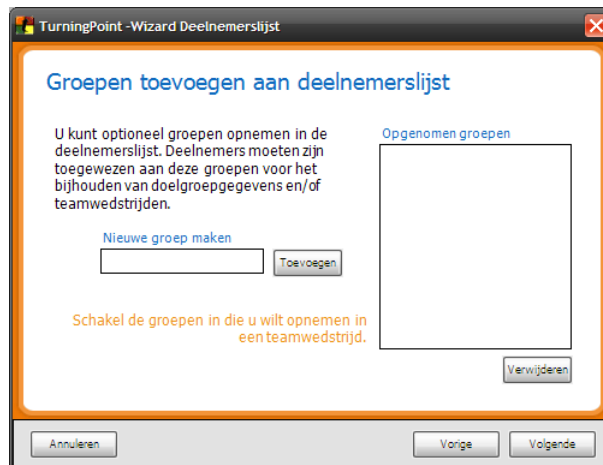 TurningPoint -Wizard Deelnemerslijst
Groepen toevoegen aan deelnemerslijst
U kunt optioneel groepen opnemen in de
deelnemerslijst. Deelnemers moeten zijn
toegewezen aan deze groepen voor het
bijhouden van doelgroepgegevens en/of
teamwedstrijden.
Opgenomen groepen
Nieuwe groep maken
Toevoegen
Schakel de groepen in die u wilt opnemen in
een teamwedstrijd.
Verwijderen
Annuleren
Vorige
Volgende